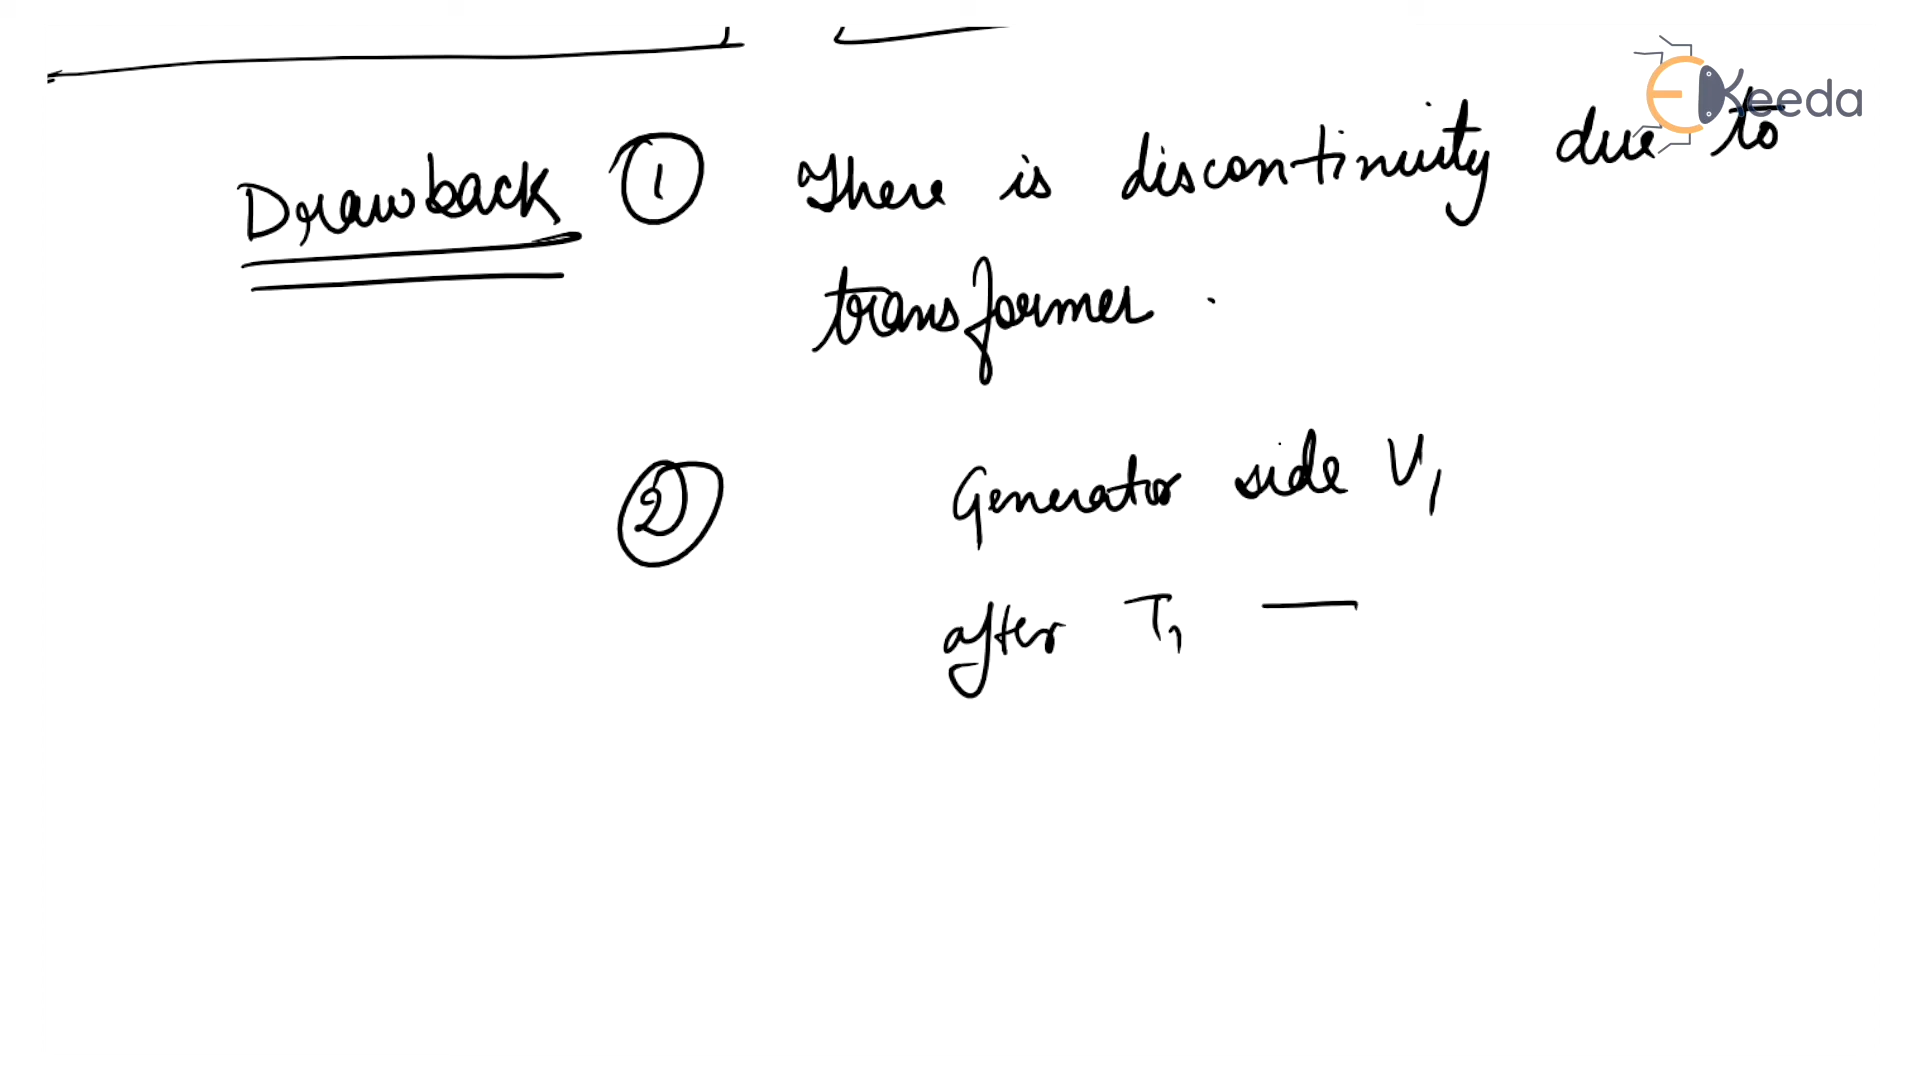 EKeeda
Drawback ① There is discontinuity due to
transformer.
② Generator side V₁
after T₁ —